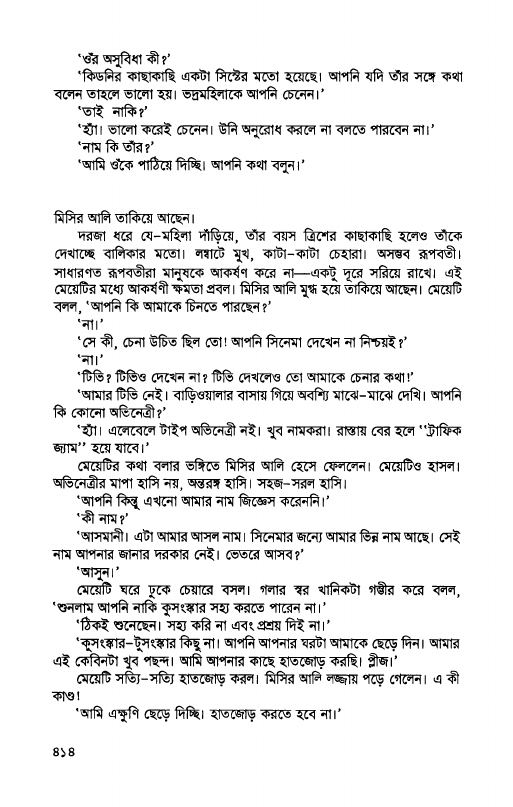 ‘ওঁর অসুবিধা কী?’
‘কিডনির কাছাকাছি একটা সিস্টের মতো হয়েছে। আপনি যদি তাঁর সঙ্গে কথা
বলেন তাহলে ভালো হয়। ভদ্রমহিলাকে আপনি চেনেন।’
‘তাই নাকি?’
‘হ্যাঁ। ভালো করেই চেনেন। উনি অনুরোধ করলে না বলতে পারবেন না।’
‘নাম কি তাঁর?’
‘আমি ওঁকে পাঠিয়ে দিচ্ছি। আপনি কথা বলুন।’
মিসির আলি তাকিয়ে আছেন।
দরজা ধরে যে-মহিলা দাঁড়িয়ে, তাঁর বয়স ত্রিশের কাছাকাছি হলেও তাঁকে
দেখাচ্ছে বালিকার মতো। লম্বাটে মুখ, কাটা-কাটা চেহারা। অসম্ভব রূপবতী।
সাধারণত রূপবতীরা মানুষকে আকর্ষণ করে না—একটু দূরে সরিয়ে রাখে। এই
মেয়েটির মধ্যে আকর্ষণী ক্ষমতা প্রবল। মিসির আলি মুগ্ধ হয়ে তাকিয়ে আছেন। মেয়েটি
বলল, ‘আপনি কি আমাকে চিনতে পারছেন?’
‘না।’
‘সে কী, চেনা উচিত ছিল তো! আপনি সিনেমা দেখেন না নিশ্চয়ই?’
‘না।’
‘টিভি? টিভিও দেখেন না? টিভি দেখলেও তো আমাকে চেনার কথা!’
‘আমার টিভি নেই। বাড়িওয়ালার বাসায় গিয়ে অবশ্যি মাঝে-মাঝে দেখি। আপনি
কি কোনো অভিনেত্রী?’
‘হ্যাঁ। এলেবেলে টাইপ অভিনেত্রী নই। খুব নামকরা। রাস্তায় বের হলে ‘‘ট্রাফিক
জ্যাম’’ হয়ে যাবে।’
মেয়েটির কথা বলার ভঙ্গিতে মিসির আলি হেসে ফেললেন। মেয়েটিও হাসল।
অভিনেত্রীর মাপা হাসি নয়, অন্তরঙ্গ হাসি। সহজ-সরল হাসি।
‘আপনি কিন্তু এখনো আমার নাম জিজ্ঞেস করেননি।’
‘কী নাম?’
‘আসমানী। এটা আমার আসল নাম। সিনেমার জন্যে আমার ভিন্ন নাম আছে। সেই
নাম আপনার জানার দরকার নেই। ভেতরে আসব?’
‘আসুন।’
মেয়েটি ঘরে ঢুকে চেয়ারে বসল। গলার স্বর খানিকটা গম্ভীর করে বলল,
‘শুনলাম আপনি নাকি কুসংস্কার সহ্য করতে পারেন না।’
‘ঠিকই শুনেছেন। সহ্য করি না এবং প্রশ্রয় দিই না।’
‘কুসংস্কার-টুসংস্কার কিছু না। আপনি আপনার ঘরটা আমাকে ছেড়ে দিন। আমার
এই কেবিনটা খুব পছন্দ। আমি আপনার কাছে হাতজোড় করছি। প্লীজ।’
মেয়েটি সত্যি-সত্যি হাতজোড় করল। মিসির আলি লজ্জায় পড়ে গেলেন। এ কী
কাণ্ড!
‘আমি এক্ষুণি ছেড়ে দিচ্ছি। হাতজোড় করতে হবে না।’
৪১৪